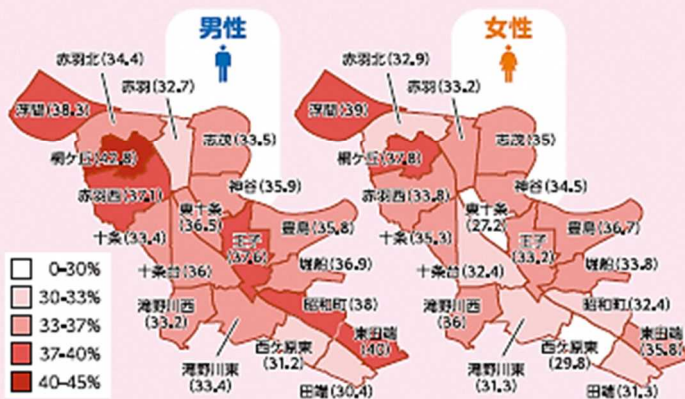 男性
赤羽北(34.4)
赤羽(32.7)
浮間(38.3)
志茂(33.5)
桐ケ丘(42.8)
神谷(35.9)
赤羽西(37.1)
東十条
(36.5)
十条
(33.4)
王子
(37.6)
豊島(35.8)
十条台(36)
堀船(36.9)
滝野川西
(33.2)
昭和町(38)
東田端
(40)
滝野川東
(33.4)
西ケ原東
(31.2)
田端(30.4)
女性
赤羽北(32.9)
赤羽(33.2)
浮間(39)
志茂(35)
桐ケ丘(37.8)
神谷(34.5)
赤羽西(33.8)
東十条
(27.2)
十条
(35.3)
王子
(33.2)
豊島(36.7)
十条台(32.4)
堀船(33.8)
滝野川西
(36)
昭和町(32.4)
東田端
(35.8)
滝野川東
(31.3)
西ケ原東
(29.8)
田端(31.3)
0-30%
30-33%
33-37%
37-40%
40-45%